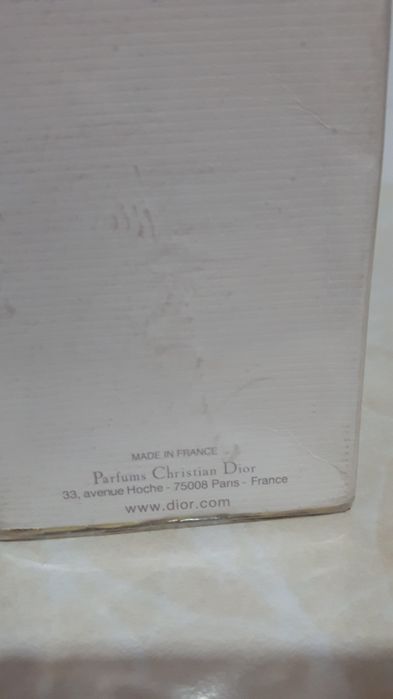 MADE IN FRANCE
Parfums Christian Dior
33, avenue Hoche - 75008 Paris - France
www.dior.com